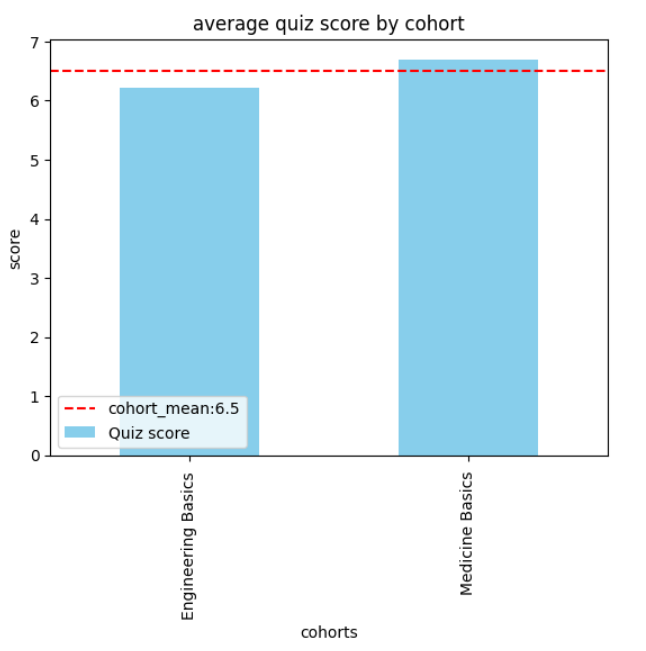 average quiz score by cohort
7
6
5
4
3
2
1
0
score
cohort_mean:6.5
Quiz score
Engineering Basics
Medicine Basics
cohorts